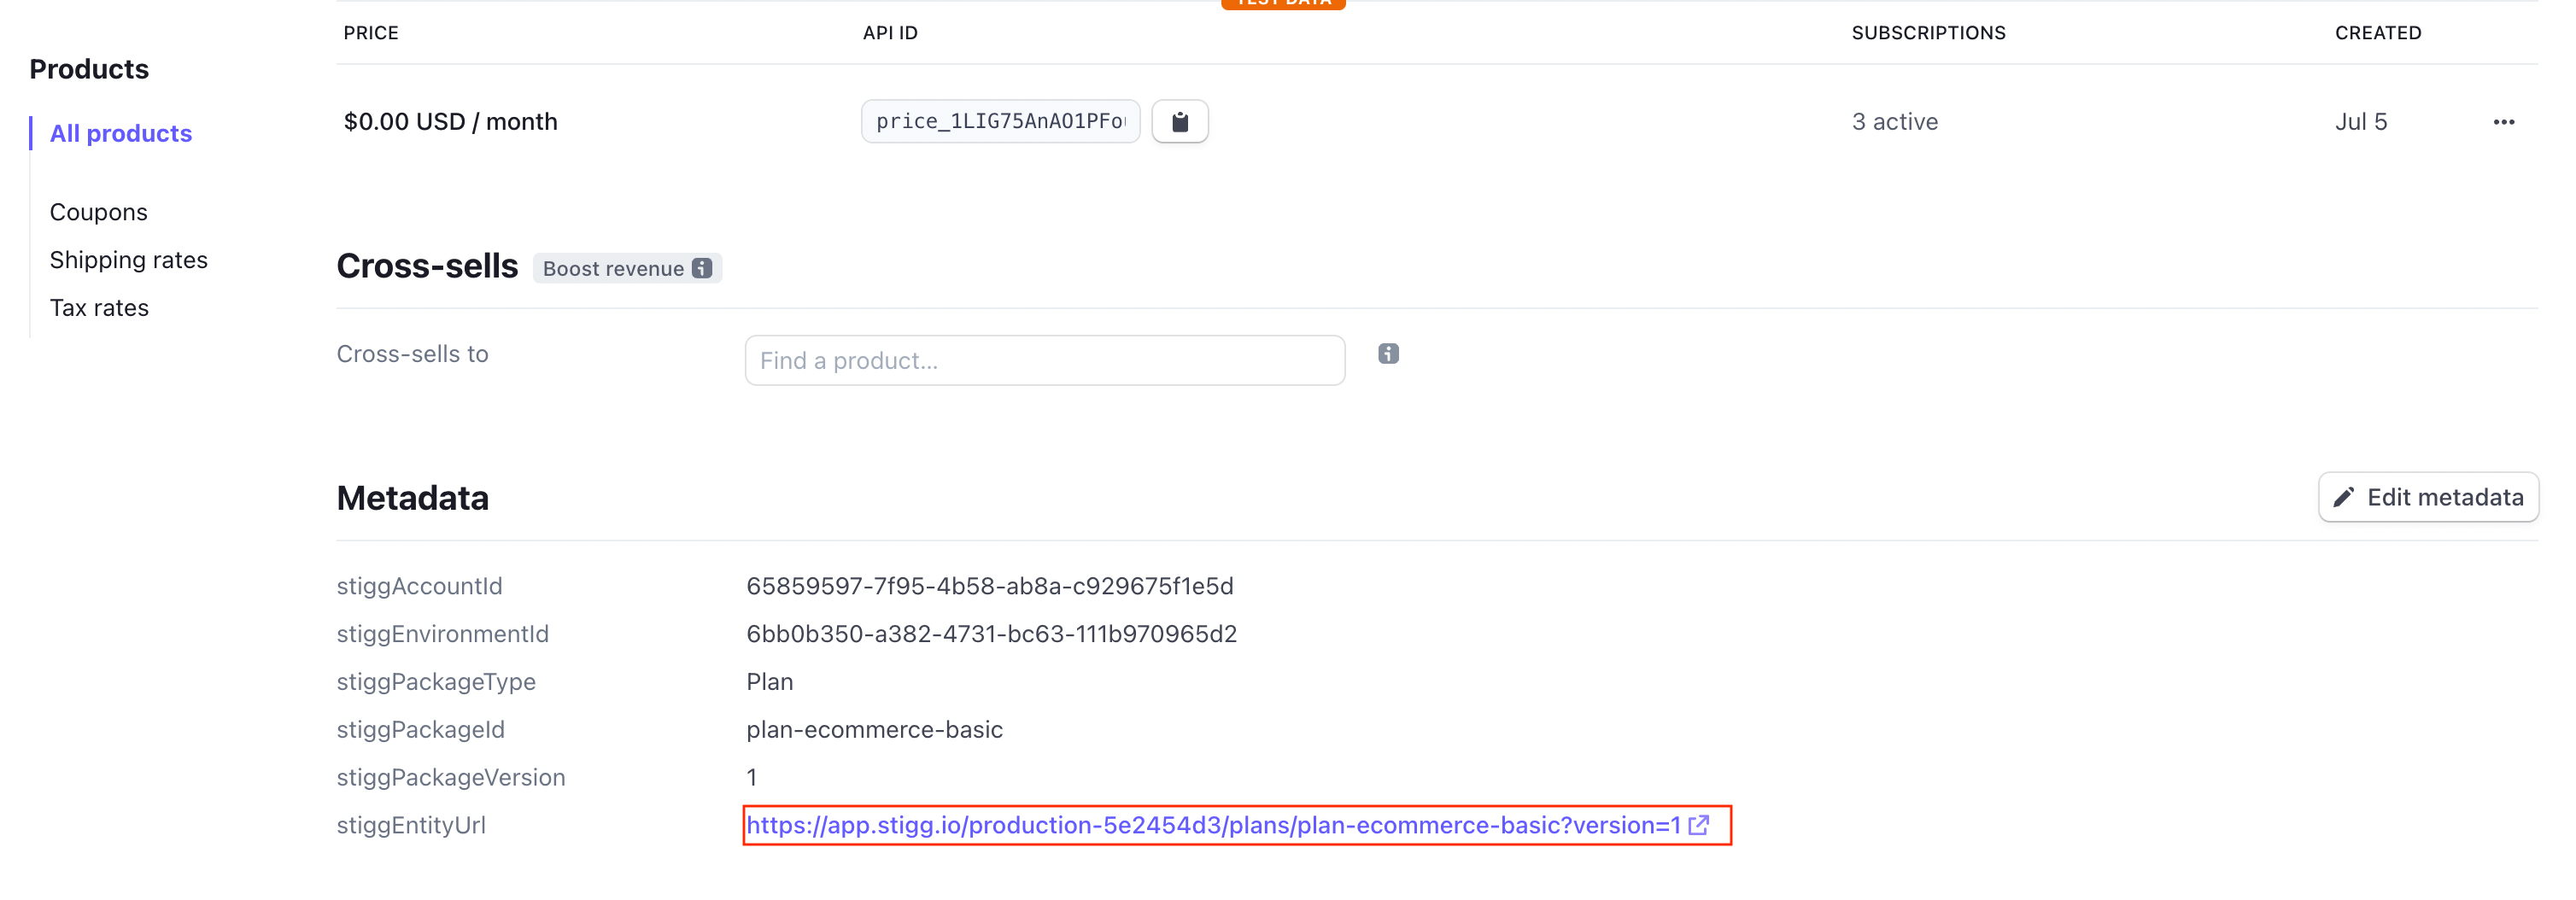 TEST DATA
Products
All products
Coupons
Shipping rates
Tax rates
PRICE API ID SUBSCRIPTIONS CREATED
$0.00 USD / month price_1LIG75AnAO1PFo 3 active Jul 5
Cross-sells Boost revenue
Cross-sells to Find a product...
Metadata Edit metadata
stiggAccountId 65859597-7f95-4b58-ab8a-c929675f1e5d
stiggEnvironmentId 6bb0b350-a382-4731-bc63-111b970965d2
stiggPackageType Plan
stiggPackageId plan-ecommerce-basic
stiggPackageVersion 1
stiggEntityUrl https://app.stigg.io/production-5e2454d3/plans/plan-ecommerce-basic?version=1